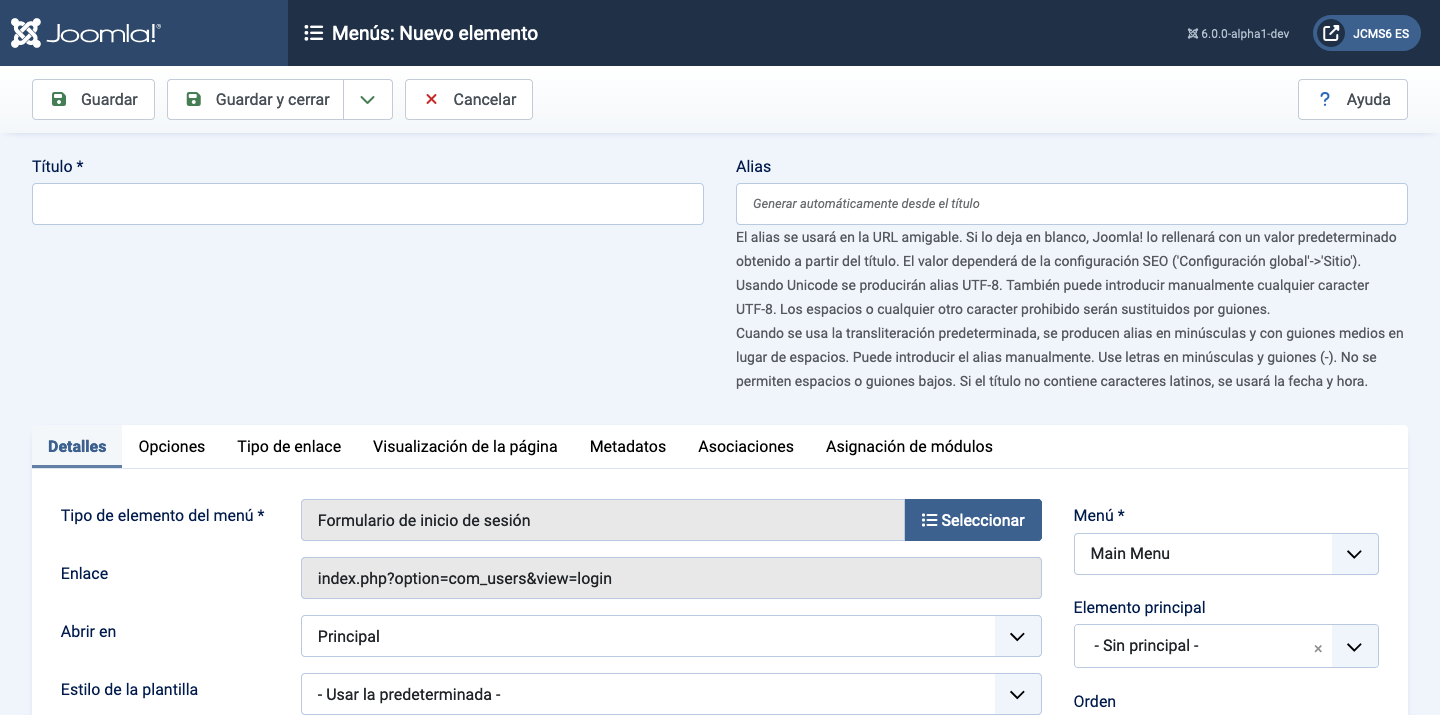 Joomla!®
Menús: Nuevo elemento
6.0.0-alpha1-dev
JCMS6 ES
Guardar
Guardar y cerrar
Cancelar
? Ayuda
Título *
Alias
Generar automáticamente desde el título
El alias se usará en la URL amigable. Si lo deja en blanco, Joomla! lo rellenará con un valor predeterminado
obtenido a partir del título. El valor dependerá de la configuración SEO ('Configuración global'->'Sitio').
Usando Unicode se producirán alias UTF-8. También puede introducir manualmente cualquier caracter
UTF-8. Los espacios o cualquier otro caracter prohibido serán sustituidos por guiones.
Cuando se usa la transliteración predeterminada, se producen alias en minúsculas y con guiones medios en
lugar de espacios. Puede introducir el alias manualmente. Use letras en minúsculas y guiones (-). No se
permiten espacios o guiones bajos. Si el título no contiene caracteres latinos, se usará la fecha y hora.
Detalles
Opciones
Tipo de enlace
Visualización de la página
Metadatos
Asociaciones
Asignación de módulos
Tipo de elemento del menú *
Formulario de inicio de sesión
Seleccionar
Enlace
index.php?option=com_users&view=login
Abrir en
Principal
Estilo de la plantilla
- Usar la predeterminada -
Menú *
Main Menu
Elemento principal
- Sin principal -
×
Orden